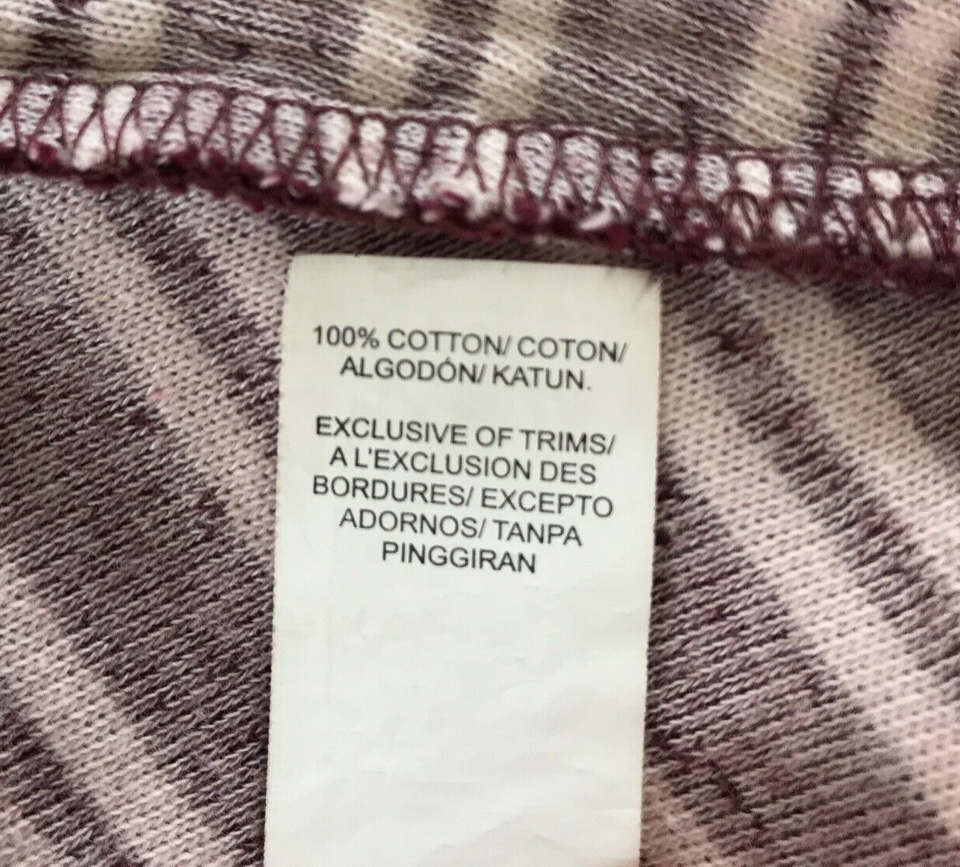 100% COTTON/ COTON/
ALGODÓN/ KATUN.
EXCLUSIVE OF TRIMS/
A L'EXCLUSION DES
BORDURES/ EXCEPTO
ADORNOS/ TANPA
PINGGIRAN